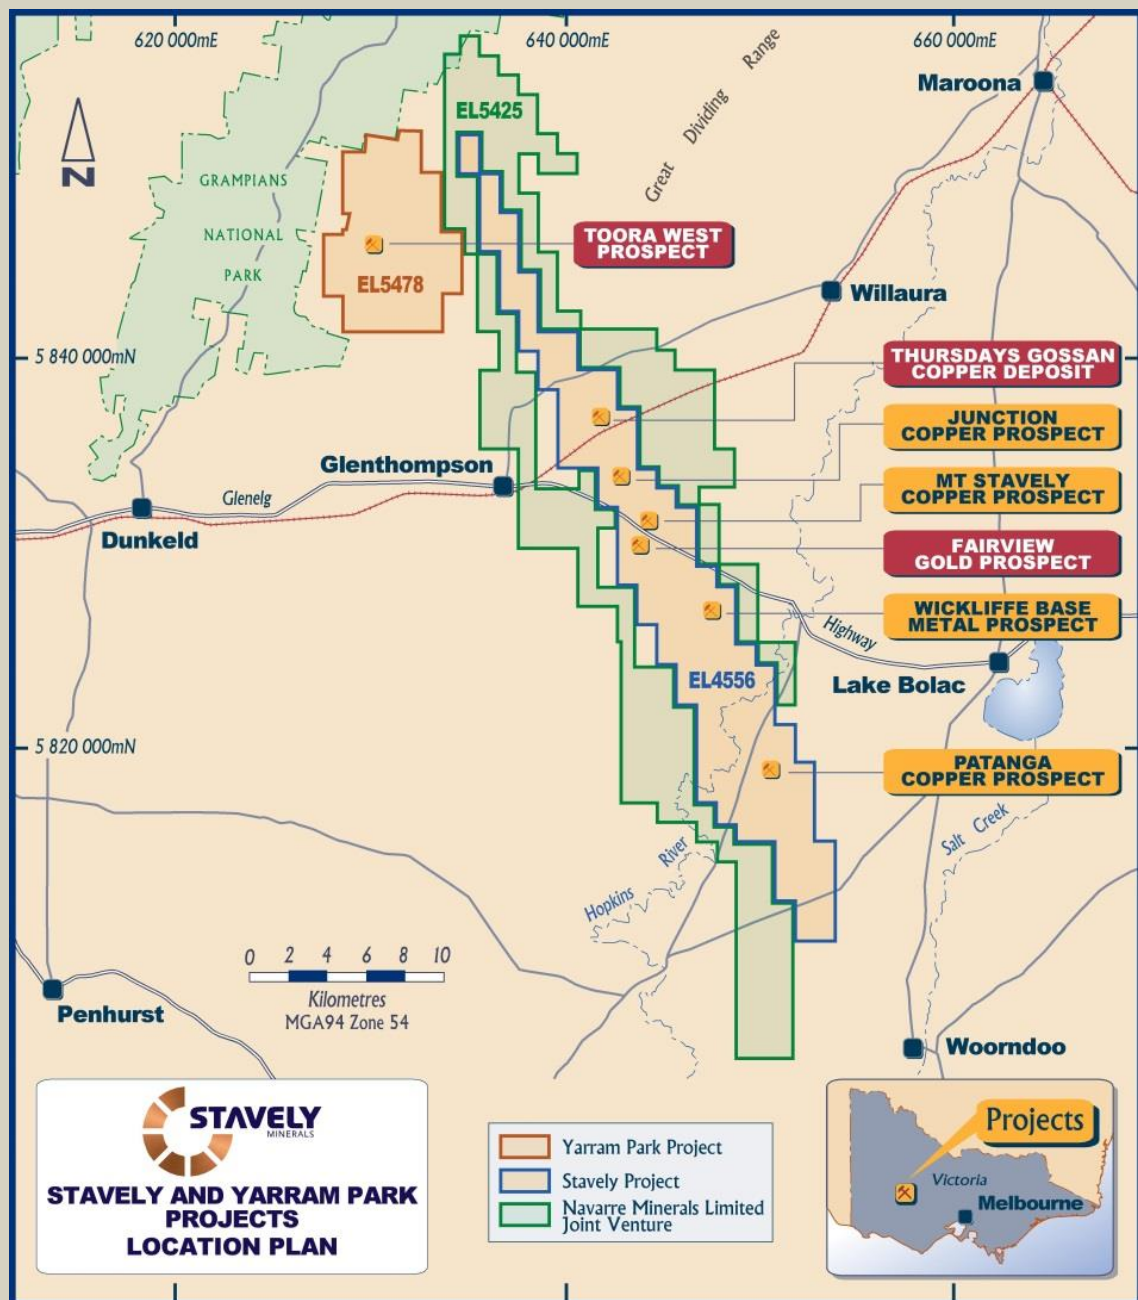 620 000mE
640 000mE
660 000mE
Great Dividing Range
Maroona
EL5425
N
GRAMPIANS
NATIONAL
PARK
TOORA WEST
PROSPECT
EL5478
Willaura
5 840 000mN
THURSDAYS GOSSAN
COPPER DEPOSIT
JUNCTION
COPPER PROSPECT
Glenthompson
MT STAVELY
COPPER PROSPECT
Glenelg
Dunkeld
FAIRVIEW
GOLD PROSPECT
WICKLIFFE BASE
METAL PROSPECT
Highway
EL4556
Lake Bolac
5 820 000mN
PATANGA
COPPER PROSPECT
Salt Creek
Hopkins River
0 2 4 6 8 10
Kilometres
MGA94 Zone 54
Penhurst
Woorndoo
STAVELY
MINERALS
STAVELY AND YARRAM PARK
PROJECTS
LOCATION PLAN
Yarram Park Project
Stavely Project
Navarre Minerals Limited
Joint Venture
Projects
Victoria
Melbourne